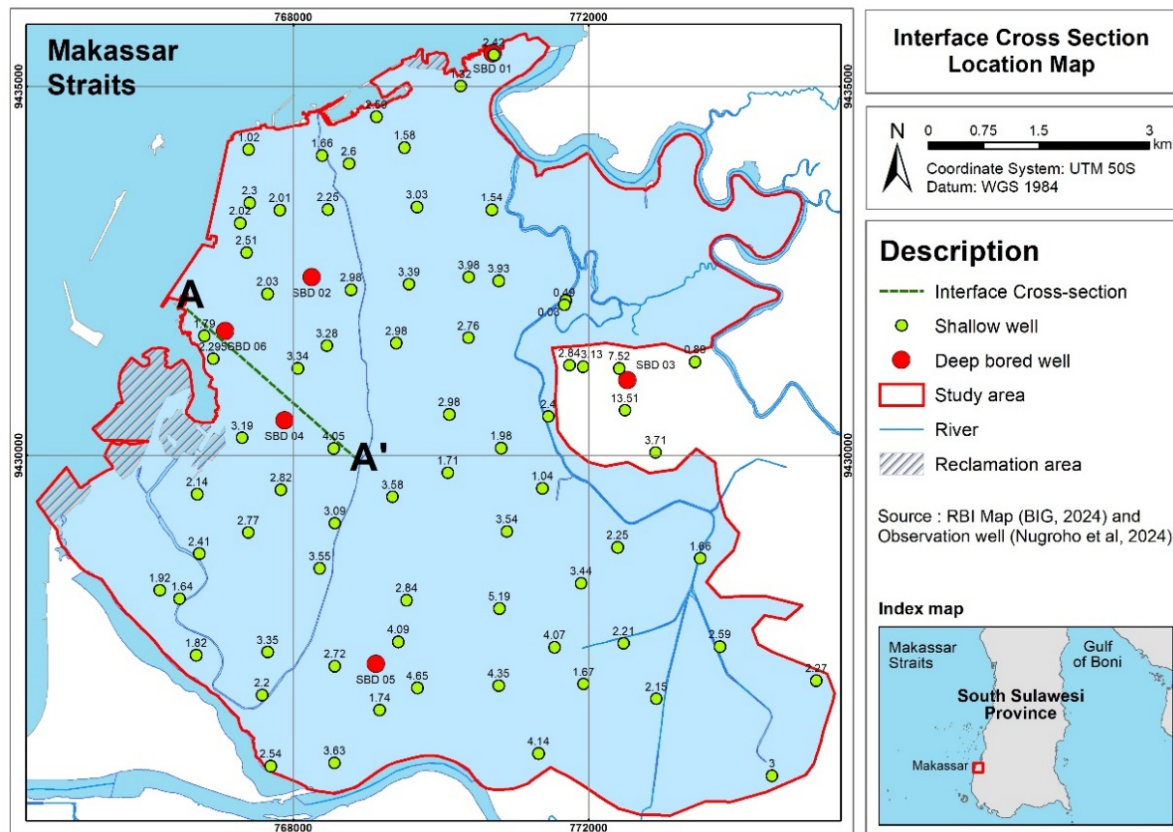 768000
772000
Makassar
Straits
2.42
SBD 01
1.32
9435000
9435000
2.59
1.02
1.66
2.6
1.58
2.3
2.01
2.25
3.03
1.54
2.02
2.51
2.03
SBD 02
2.98
3.39
3.98
3.93
0.49
0.03
A
1.79
2.295
SBD 06
3.28
2.98
2.76
3.34
2.84
3.13
7.52
SBD 03
0.89
13.51
3.19
SBD 04
4.05
A'
2.98
2.4
1.98
3.71
9430000
9430000
2.14
2.82
3.58
1.71
1.04
2.77
3.09
3.54
2.25
1.66
2.41
3.55
3.44
1.92
1.64
2.84
5.19
1.82
3.35
2.72
4.09
SBD 05
4.07
2.21
2.59
2.2
1.74
4.65
4.35
1.67
2.15
2.27
2.54
3.63
4.14
3
768000
772000
Interface Cross Section
Location Map
N
0 0.75 1.5 3
km
Coordinate System: UTM 50S
Datum: WGS 1984
Description
Interface Cross-section
Shallow well
Deep bored well
Study area
River
Reclamation area
Source : RBI Map (BIG, 2024) and
Observation well (Nugroho et al, 2024)
Index map
Makassar
Straits
Gulf
of Boni
South Sulawesi
Province
Makassar